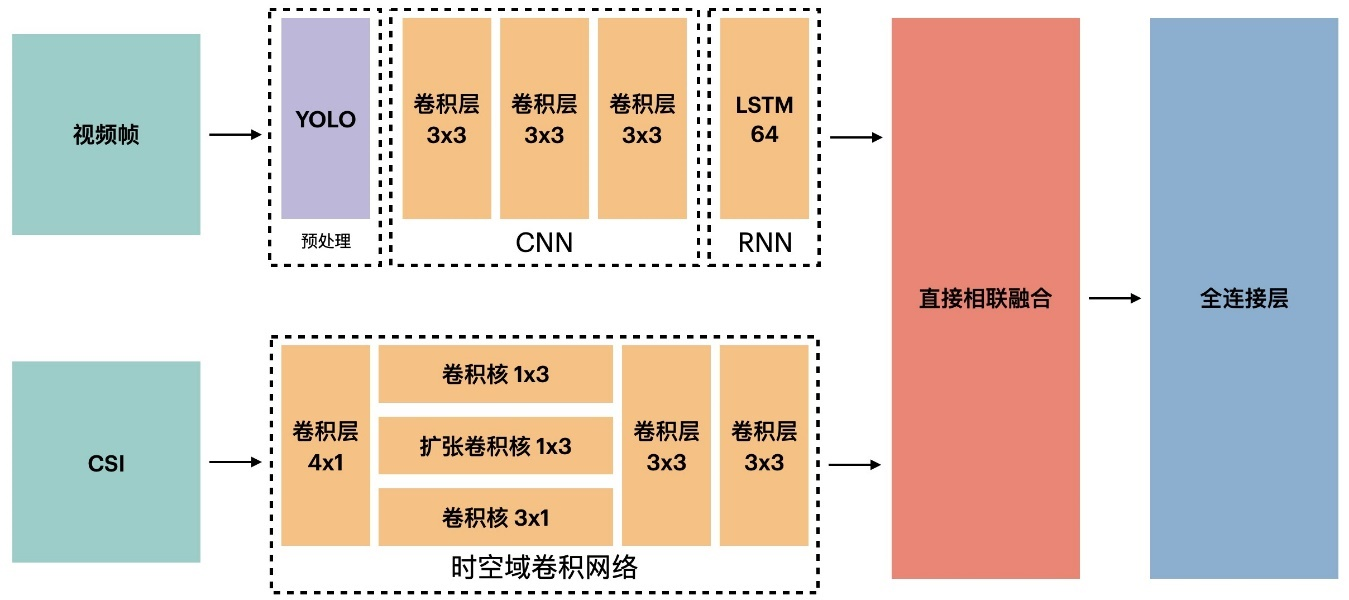 视频帧
YOLO
预处理
卷积层
3x3
卷积层
3x3
卷积层
3x3
CNN
LSTM
64
RNN
CSI
卷积层
4x1
卷积核 1x3
扩张卷积核 1x3
卷积核 3x1
卷积层
3x3
卷积层
3x3
时空域卷积网络
直接相联融合
全连接层